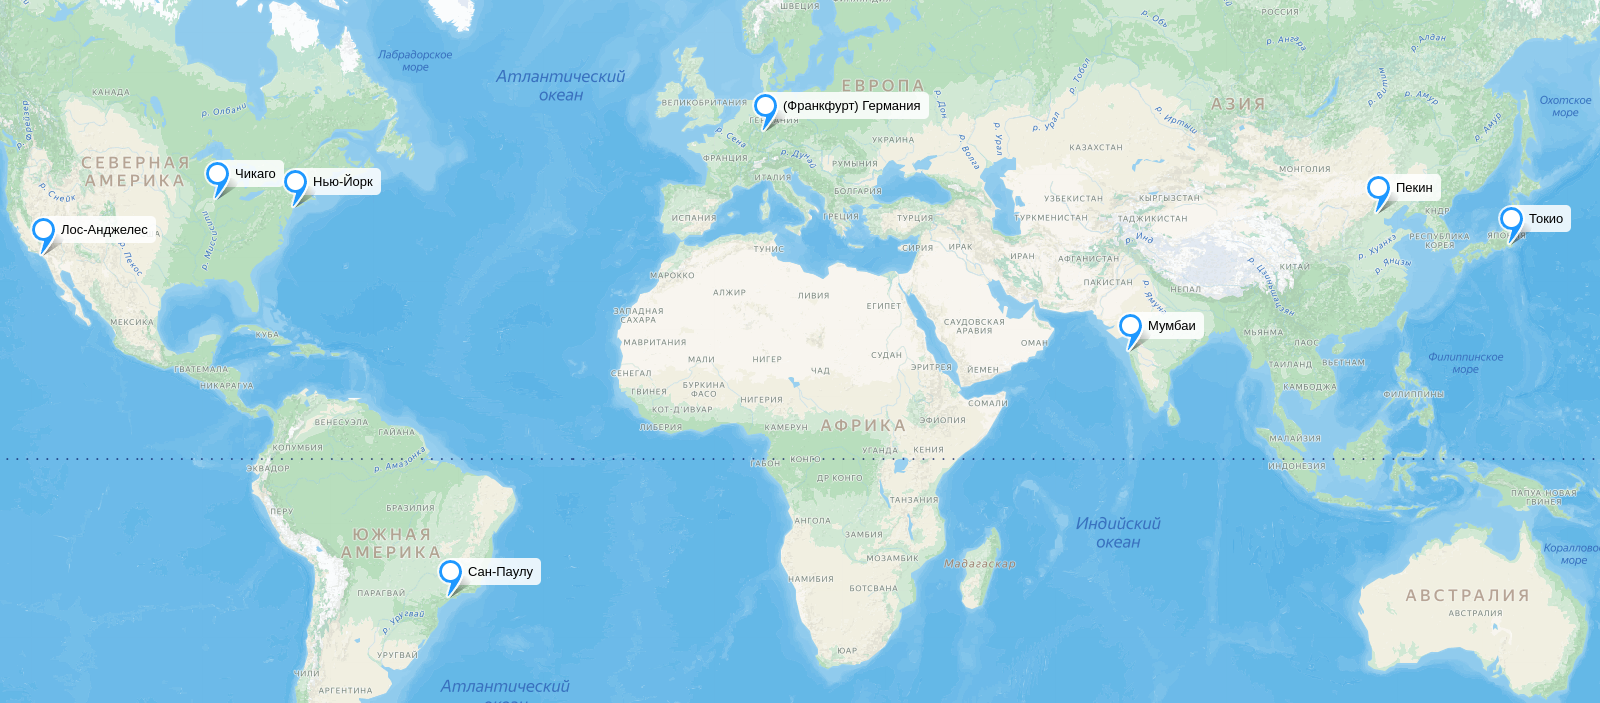 ШВЕЦИЯ
РОССИЯ
р. Обь
р. Алдан
р. Ангара
Лабрадорское
море
Атлантический
океан
ЕВРОПА
р. Тобол
КАНАДА
р. Олбани
р. Фрейзер
ВЕЛИКОБРИТАНИЯ
(Франкфурт) Германия
р. Дон
АЗИЯ
р. Амур
Охотское
море
р. Иртыш
р. Урал
р. Урал
р. Амур
р. Сена
УКРАИНА
р. Волга
КАЗАХСТАН
СЕВЕРНАЯ
АМЕРИКА
Чикаго
Нью-Йорк
ФРАНЦИЯ
р. Дунай
РУМЫНИЯ
МОНГОЛИЯ
ИТАЛИЯ
БОЛГАРИЯ
р. Снейк
Пекин
УЗБЕКИСТАН
КЫРГЫЗСТАН
КНДР
Лос-Анджелес
ИСПАНИЯ
ГРЕЦИЯ
ТУРЦИЯ
ТУРКМЕНИСТАН
ТАДЖИКИСТАН
Токио
р. Инд
РЕСПУБЛИКА
КОРЕЯ
р. Хуанхэ
ТУНИС
СИРИЯ
ИРАК
ИРАН
АФГАНИСТАН
КИТАЙ
р. Янцзы
МАРОККО
ПАКИСТАН
НЕПАЛ
АЛЖИР
ЛИВИЯ
ЕГИПЕТ
ЗАПАДНАЯ
САХАРА
САУДОВСКАЯ
АРАВИЯ
МЕКСИКА
КУБА
Мумбаи
МЬЯНМА
МАВРИТАНИЯ
ОМАН
ЛАОС
МАЛИ
НИГЕР
СУДАН
ВЬЕТНАМ
Филиппинское
море
ГВАТЕМАЛА
СЕНЕГАЛ
ЧАД
ЭРИТРЕЯ
ЙЕМЕН
ТАИЛАНД
НИКАРАГУА
БУРКИНА
ФАСО
ГВИНЕЯ
КАМБОДЖА
ФИЛИППИНЫ
НИГЕРИЯ
СОМАЛИ
КОТ-Д'ИВУАР
ВЕНЕСУЭЛА
ГАЙАНА
ЛИБЕРИЯ
КАМЕРУН
АФРИКА
ЭФИОПИЯ
МАЛАЙЗИЯ
КОЛУМБИЯ
УГАНДА
КЕНИЯ
р. Амазонка
ЭКВАДОР
ГАБОН
КОНГО
ИНДОНЕЗИЯ
ДР КОНГО
ПАПУА-НОВАЯ
ГВИНЕЯ
ТАНЗАНИЯ
ПЕРУ
БРАЗИЛИЯ
АНГОЛА
Индийский
океан
ЮЖНАЯ
АМЕРИКА
ЗАМБИЯ
Кораллово
море
МОЗАМБИК
Мадагаскар
Сан-Паулу
НАМИБИЯ
БОТСВАНА
ПАРАГВАЙ
АВСТРАЛИЯ
АВСТРАЛИЯ
р. Уругвай
УРУГВАЙ
ЮАР
ЧИЛИ
АРГЕНТИНА
Атлантический
океан